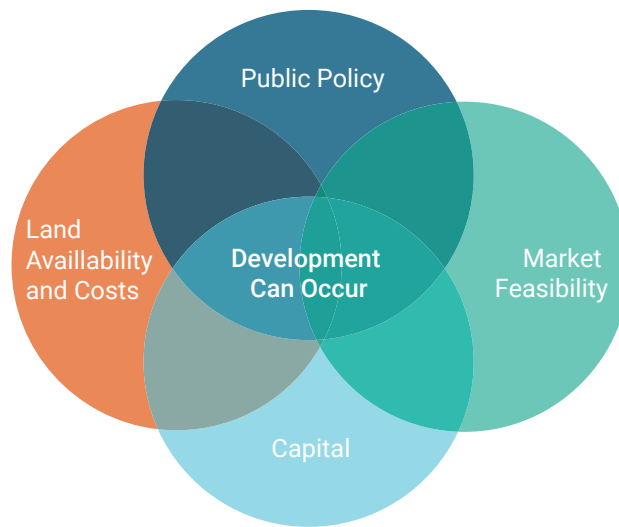 Public Policy
Land
Availlability
and Costs
Development
Can Occur
Market
Feasibility
Capital